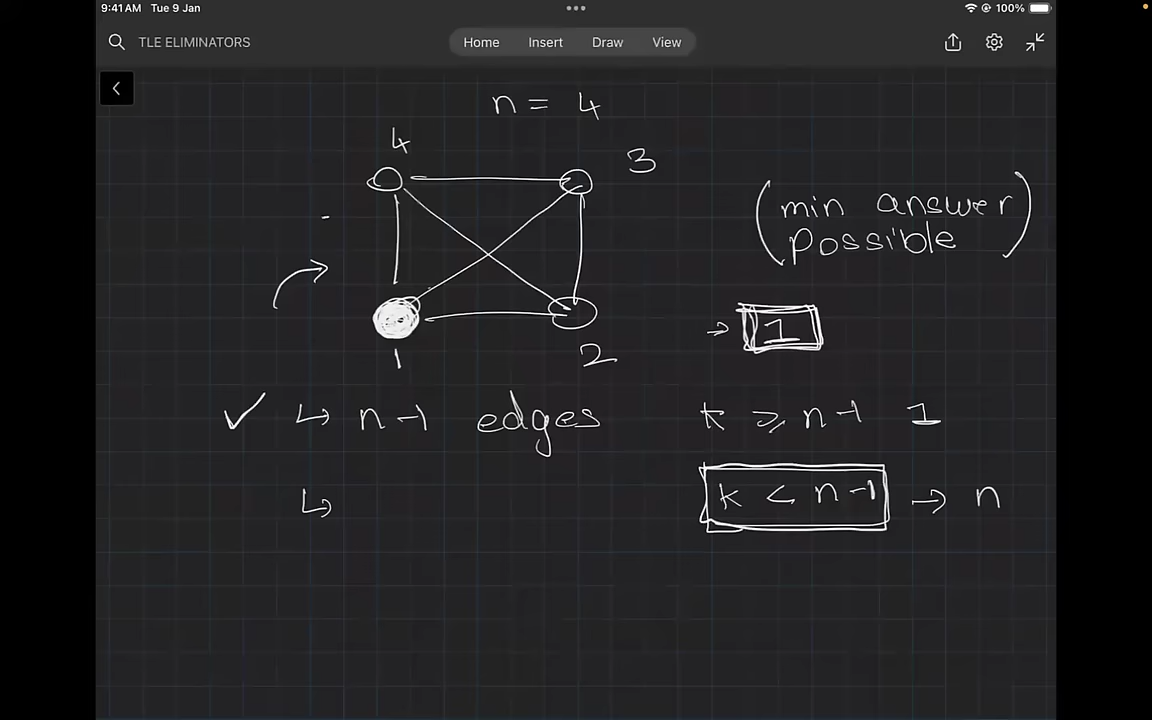 9:41 AM Tue 9 Jan
100%
TLE ELIMINATORS
Home Insert Draw View
n = 4
4
3
(min answer
possible)
→ 1
1
2
✓ ↳ n-1 edges
k ≥ n-1 1
↳
k < n-1 → n